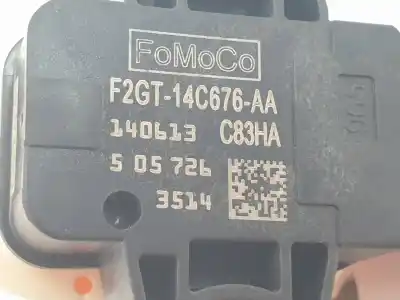 FoMoCo
F2GT-14C676-AA
140613 C83HA
5 05 726
3514